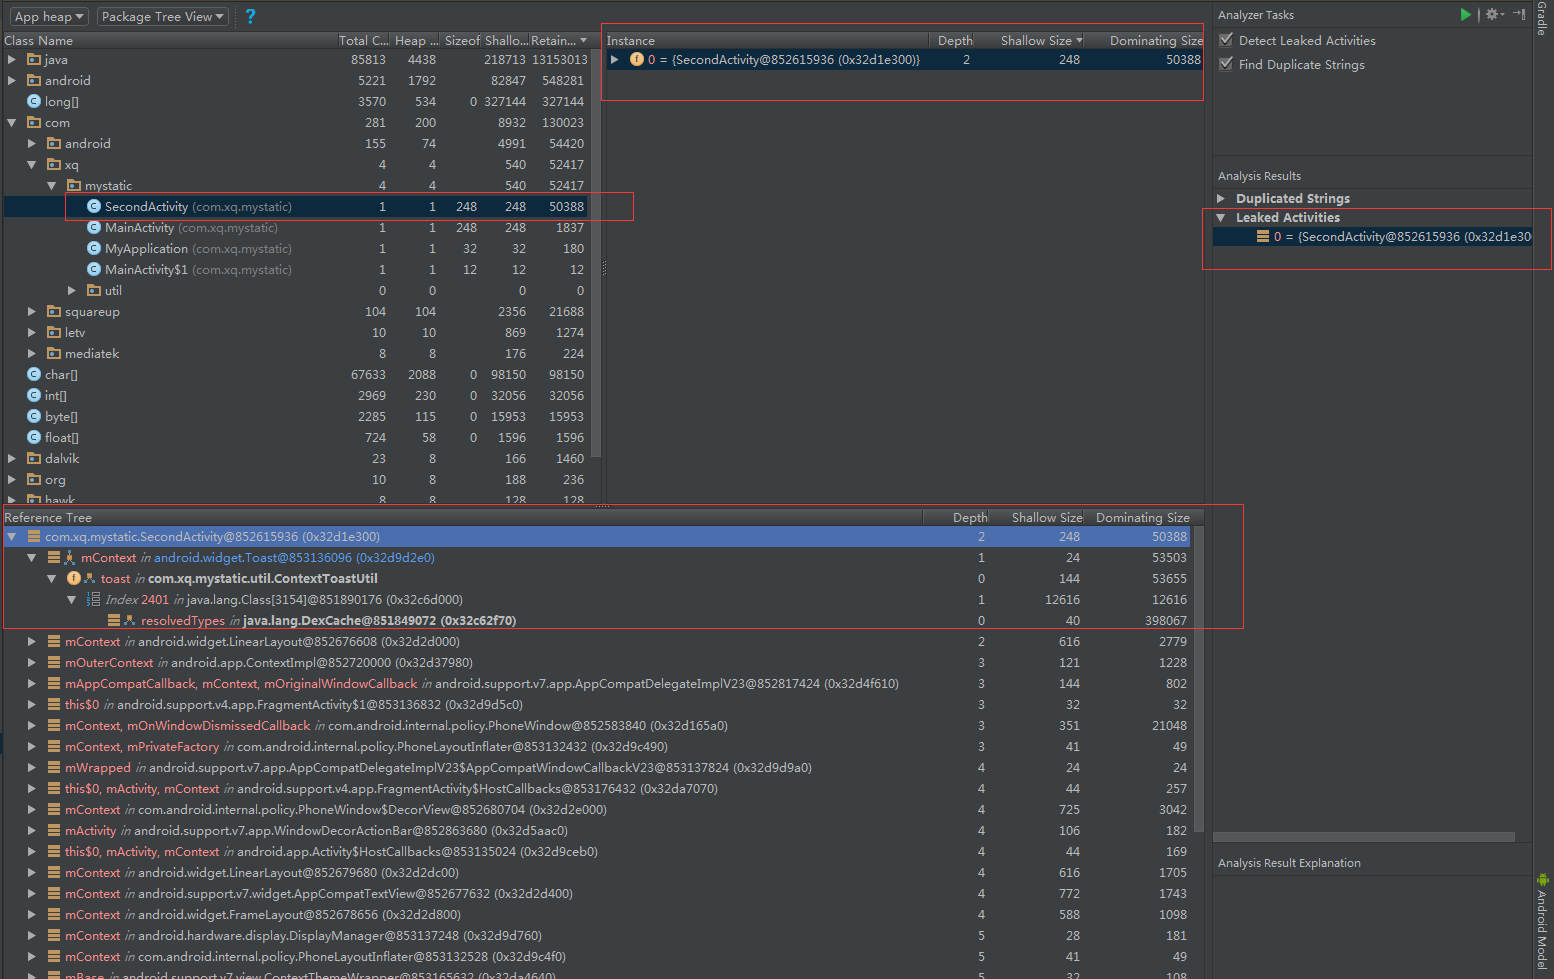 App heap Package Tree View ?
Class Name Total C... Heap ... Sizeof Shallo... Retain...
java 85813 4438 218713 13153013
android 5221 1792 82847 548281
long[] 3570 534 0 327144 327144
com 281 200 8932 130023
android 155 74 4991 54420
xq 4 4 540 52417
mystatic 4 4 540 52417
SecondActivity (com.xq.mystatic) 1 1 248 248 50388
MainActivity (com.xq.mystatic) 1 1 248 248 1837
MyApplication (com.xq.mystatic) 1 1 32 32 180
MainActivity$1 (com.xq.mystatic) 1 1 12 12 12
util 0 0 0 0
squareup 104 104 2356 21688
letv 10 10 869 1274
mediatek 8 8 176 224
char[] 67633 2088 0 98150 98150
int[] 2969 230 0 32056 32056
byte[] 2285 115 0 15953 15953
float[] 724 58 0 1596 1596
dalvik 23 8 166 1460
org 10 8 188 236
hawk 8 8 128 128
Instance Depth Shallow Size Dominating Size
0 = {SecondActivity@852615936 (0x32d1e300)} 2 248 50388
Analyzer Tasks
Detect Leaked Activities
Find Duplicate Strings
Analysis Results
Duplicated Strings
Leaked Activities
0 = {SecondActivity@852615936 (0x32d1e300
Analysis Result Explanation
Gradle
Android Model
Reference Tree Depth Shallow Size Dominating Size
com.xq.mystatic.SecondActivity@852615936 (0x32d1e300) 2 248 50388
mContext in android.widget.Toast@853136096 (0x32d9d2e0) 1 24 53503
toast in com.xq.mystatic.util.ContextToastUtil 0 144 53655
Index 2401 in java.lang.Class[3154]@851890176 (0x32c6d000) 1 12616 12616
resolvedTypes in java.lang.DexCache@851849072 (0x32c62f70) 0 40 398067
mContext in android.widget.LinearLayout@852676608 (0x32d2d000) 2 616 2779
mOuterContext in android.app.ContextImpl@852720000 (0x32d37980) 3 121 1228
mAppCompatCallback, mContext, mOriginalWindowCallback in android.support.v7.app.AppCompatDelegateImplV23@852817424 (0x32d4f610) 3 144 802
this$0 in android.support.v4.app.FragmentActivity$1@853136832 (0x32d9d5c0) 3 32 32
mContext, mOnWindowDismissedCallback in com.android.internal.policy.PhoneWindow@852583840 (0x32d165a0) 3 351 21048
mContext, mPrivateFactory in com.android.internal.policy.PhoneLayoutInflater@853132432 (0x32d9c490) 3 41 49
mWrapped in android.support.v7.app.AppCompatDelegateImplV23$AppCompatWindowCallbackV23@853137824 (0x32d9d9a0) 4 24 24
this$0, mActivity, mContext in android.support.v4.app.FragmentActivity$HostCallbacks@853176432 (0x32da7070) 4 44 257
mContext in com.android.internal.policy.PhoneWindow$DecorView@852680704 (0x32d2e000) 4 725 3042
mActivity in android.support.v7.app.WindowDecorActionBar@852863680 (0x32d5aac0) 4 106 182
this$0, mActivity, mContext in android.app.Activity$HostCallbacks@853135024 (0x32d9ceb0) 4 44 169
mContext in android.widget.LinearLayout@852679680 (0x32d2dc00) 4 616 1705
mContext in android.support.v7.widget.AppCompatTextView@852677632 (0x32d2d400) 4 772 1743
mContext in android.widget.FrameLayout@852678656 (0x32d2d800) 4 588 1098
mContext in android.hardware.display.DisplayManager@853137248 (0x32d9d760) 5 28 181
mContext in com.android.internal.policy.PhoneLayoutInflater@853132528 (0x32d9c4f0) 5 41 49
mBase in android.support.v7.view.ContextThemeWrapper@853165632 (0x32da4640) 5 32 108